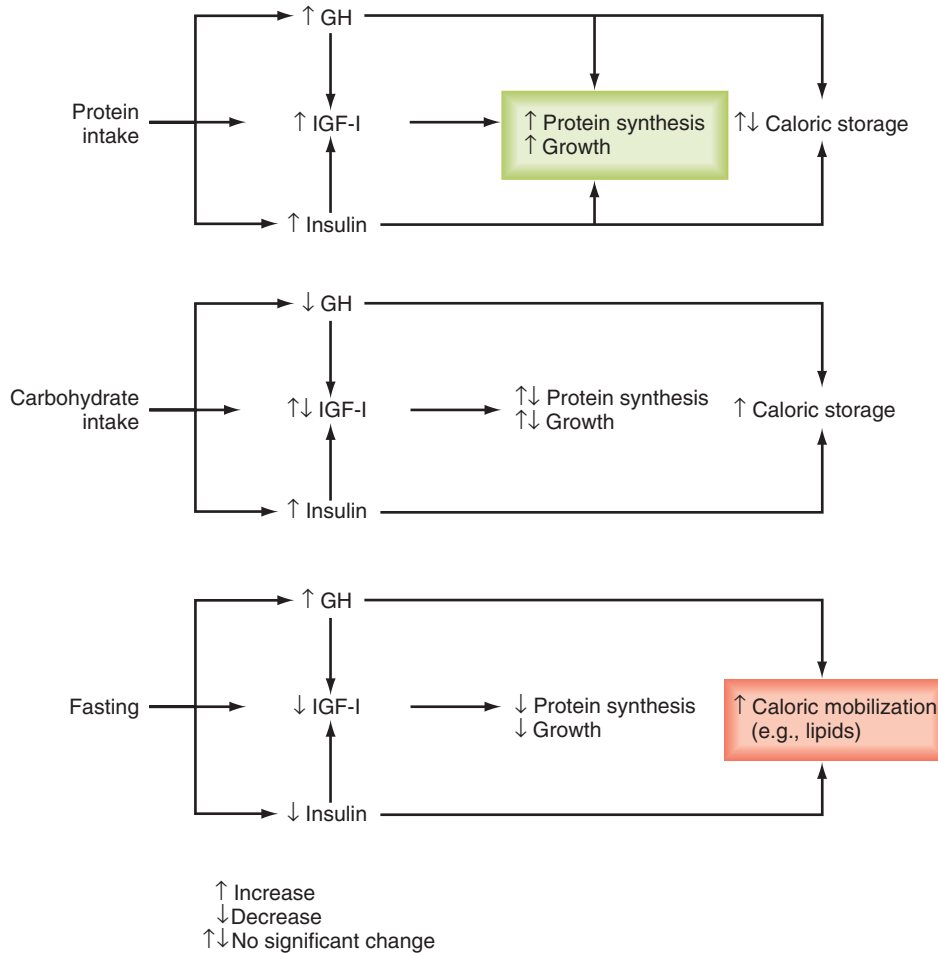 ↑ GH
Protein
intake
↑ IGF-I
↑ Protein synthesis
↑ Growth
↑↓ Caloric storage
↑ Insulin
↓ GH
Carbohydrate
intake
↑↓ IGF-I
↑↓ Protein synthesis
↑↓ Growth
↑ Caloric storage
↑ Insulin
↑ GH
Fasting
↓ IGF-I
↓ Protein synthesis
↓ Growth
↑ Caloric mobilization
(e.g., lipids)
↓ Insulin
↑ Increase
↓Decrease
↑↓No significant change